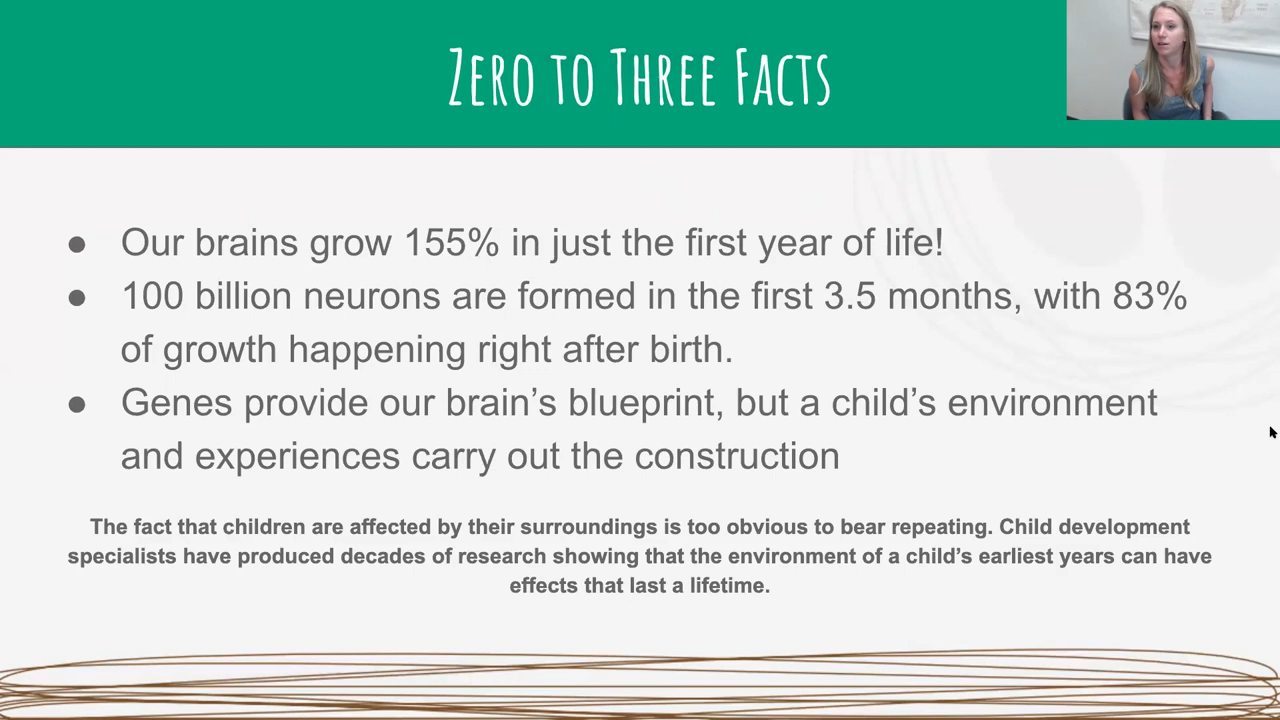 Zero to Three Facts
● Our brains grow 155% in just the first year of life!
● 100 billion neurons are formed in the first 3.5 months, with 83%
of growth happening right after birth.
● Genes provide our brain’s blueprint, but a child’s environment
and experiences carry out the construction
The fact that children are affected by their surroundings is too obvious to bear repeating. Child development
specialists have produced decades of research showing that the environment of a child’s earliest years can have
effects that last a lifetime.